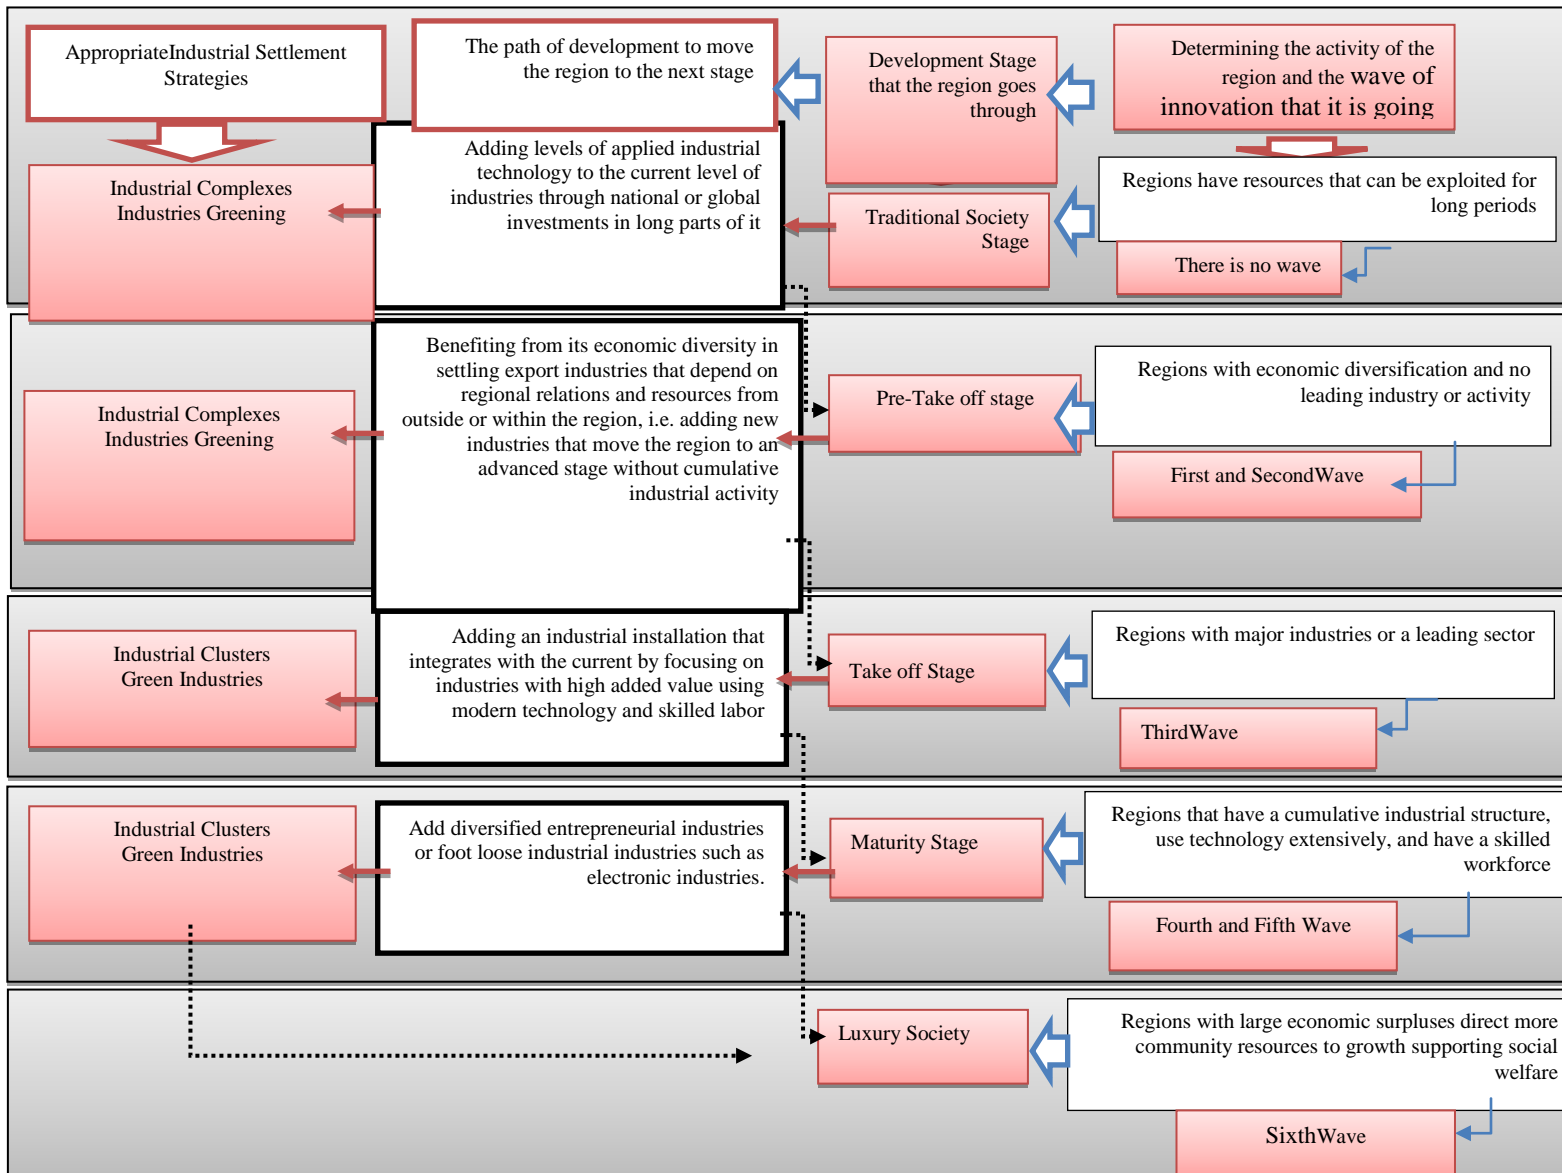 AppropriateIndustrial Settlement
Strategies
The path of development to move
the region to the next stage
Development Stage
that the region goes
through
Determining the activity of the
region and the wave of
innovation that it is going
Industrial Complexes
Industries Greening
Adding levels of applied industrial
technology to the current level of
industries through national or global
investments in long parts of it
Traditional Society
Stage
Regions have resources that can be exploited for
long periods
There is no wave
Industrial Complexes
Industries Greening
Benefiting from its economic diversity in
settling export industries that depend on
regional relations and resources from
outside or within the region, i.e. adding new
industries that move the region to an
advanced stage without cumulative
industrial activity
Pre-Take off stage
Regions with economic diversification and no
leading industry or activity
First and SecondWave
Industrial Clusters
Green Industries
Adding an industrial installation that
integrates with the current by focusing on
industries with high added value using
modern technology and skilled labor
Take off Stage
Regions with major industries or a leading sector
ThirdWave
Industrial Clusters
Green Industries
Add diversified entrepreneurial industries
or foot loose industrial industries such as
electronic industries.
Maturity Stage
Regions that have a cumulative industrial structure,
use technology extensively, and have a skilled
workforce
Fourth and Fifth Wave
Luxury Society
Regions with large economic surpluses direct more
community resources to growth supporting social
welfare
SixthWave